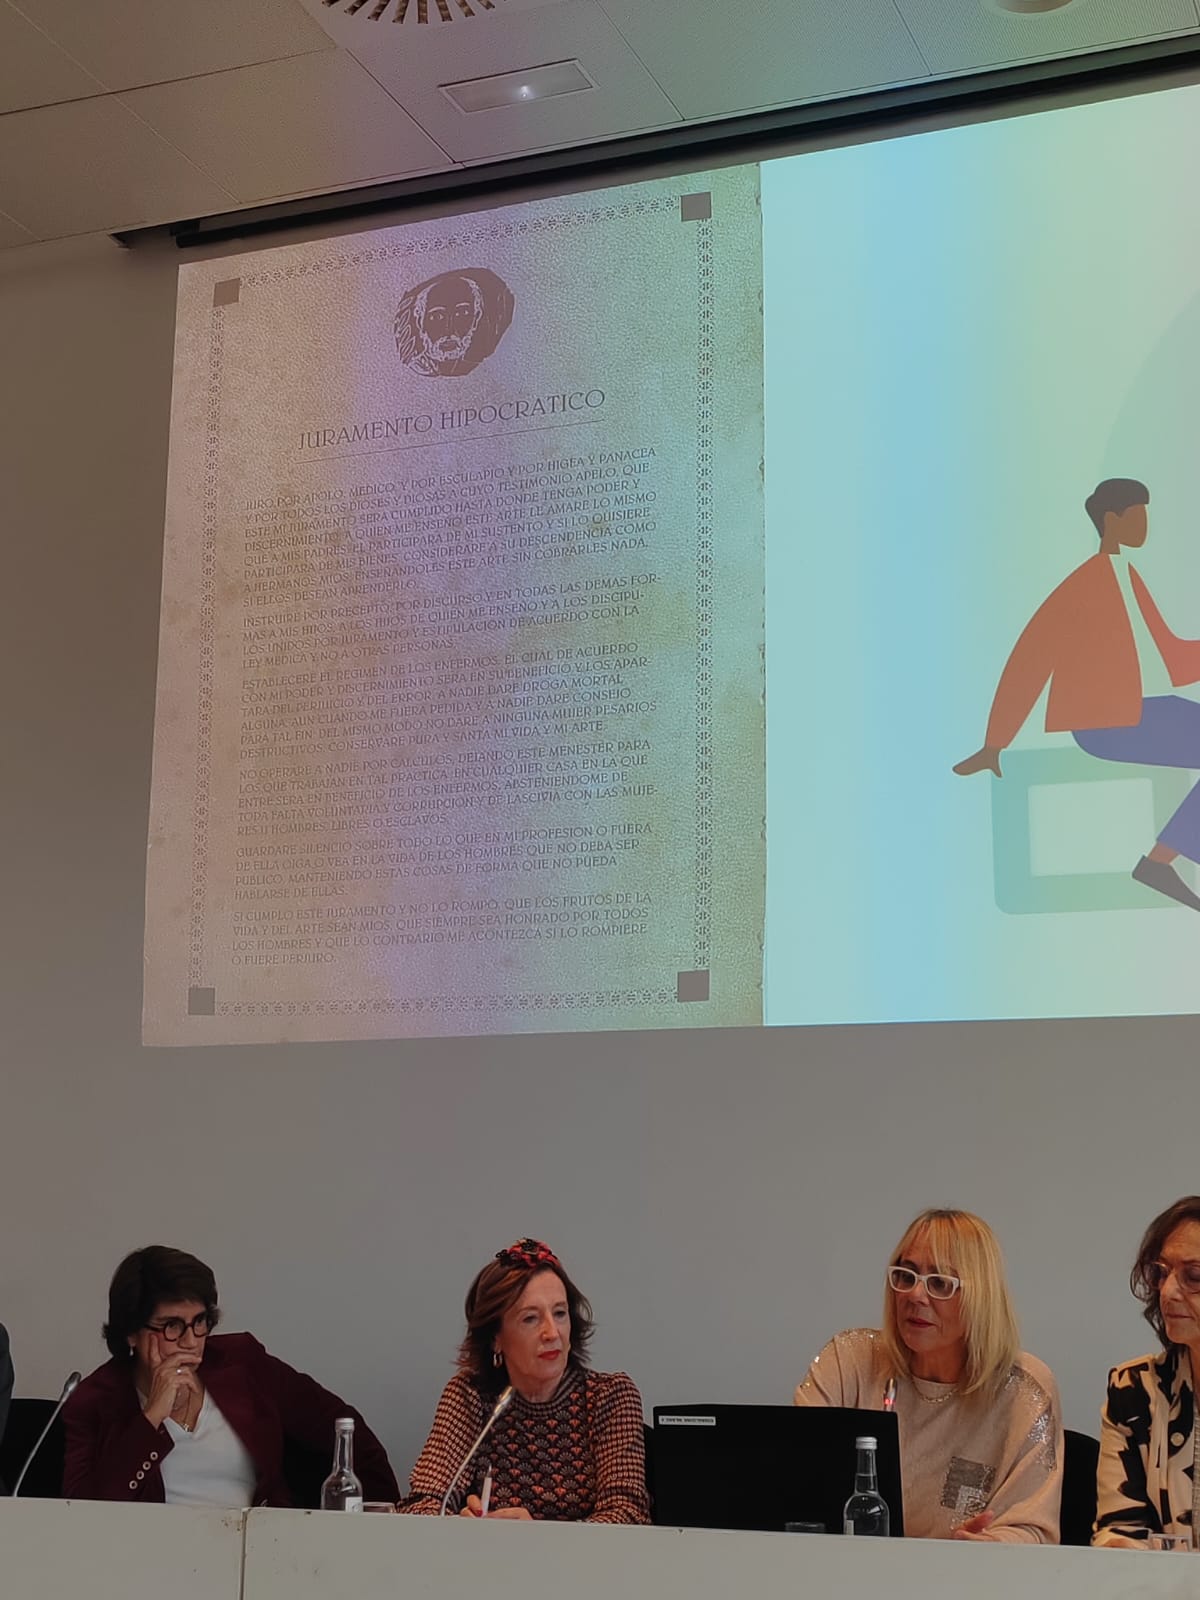 JURAMENTO HIPOCRATICO
JURO POR APOLO, MEDICO, Y POR ESCULAPIO Y POR HIGEA Y PANACEA
Y POR TODOS LOS DIOSES Y DIOSAS A CUYO TESTIMONIO APELO, QUE
ESTE MI JURAMENTO SERA CUMPLIDO HASTA DONDE TENGA PODER Y
DISCERNIMIENTO. A QUIEN ME ENSEÑO ESTE ARTE LE AMARE LO MISMO
QUE A MIS PADRES, EL PARTICIPARA DE MI SUSTENTO Y SI LO QUISIERE
PARTICIPARA DE MIS BIENES. CONSIDERARE A SU DESCENDENCIA COMO
A HERMANOS MIOS, ENSEÑANDOLES ESTE ARTE SIN COBRARLES NADA,
SI ELLOS DESEAN APRENDERLO.
INSTRUIRE POR PRECEPTO, POR DISCURSO Y EN TODAS LAS DEMAS FOR-
MAS A MIS HIJOS, A LOS HIJOS DE QUIEN ME ENSEÑO Y A LOS DISCIPU-
LOS UNIDOS POR JURAMENTO Y ESTIPULACION DE ACUERDO CON LA
LEY MEDICA Y NO A OTRAS PERSONAS.
ESTABLECERE EL REGIMEN DE LOS ENFERMOS, EL CUAL DE ACUERDO
CON MI PODER Y DISCERNIMIENTO SERA EN SU BENEFICIO Y LOS APAR-
TARA DEL PERJUICIO Y DEL ERROR. A NADIE DARE DROGA MORTAL
ALGUNA, AUN CUANDO ME FUERA PEDIDA Y A NADIE DARE CONSEJO
PARA TAL FIN. DEL MISMO MODO NO DARE A NINGUNA MUJER PESARIOS
DESTRUCTIVOS. CONSERVARE PURA Y SANTA MI VIDA Y MI ARTE.
NO OPERARE A NADIE POR CALCULOS, DEJANDO ESTE MENESTER PARA
LOS QUE TRABAJAN EN TAL PRACTICA. EN CUALQUIER CASA EN LA QUE
ENTRE SERA EN BENEFICIO DE LOS ENFERMOS, ABSTENIENDOME DE
TODA FALTA VOLUNTARIA Y CORRUPCION Y DE LASCIVIA CON LAS MUJE-
RES U HOMBRES, LIBRES O ESCLAVOS.
GUARDARE SILENCIO SOBRE TODO LO QUE EN MI PROFESION O FUERA
DE ELLA OIGA O VEA EN LA VIDA DE LOS HOMBRES QUE NO DEBA SER
PUBLICO, MANTENIENDO ESTAS COSAS DE FORMA QUE NO PUEDA
HABLARSE DE ELLAS.
SI CUMPLO ESTE JURAMENTO Y NO LO ROMPO, QUE LOS FRUTOS DE LA
VIDA Y DEL ARTE SEAN MIOS, QUE SIEMPRE SEA HONRADO POR TODOS
LOS HOMBRES Y QUE LO CONTRARIO ME ACONTEZCA SI LO ROMPIERE
O FUERE PERJURO.